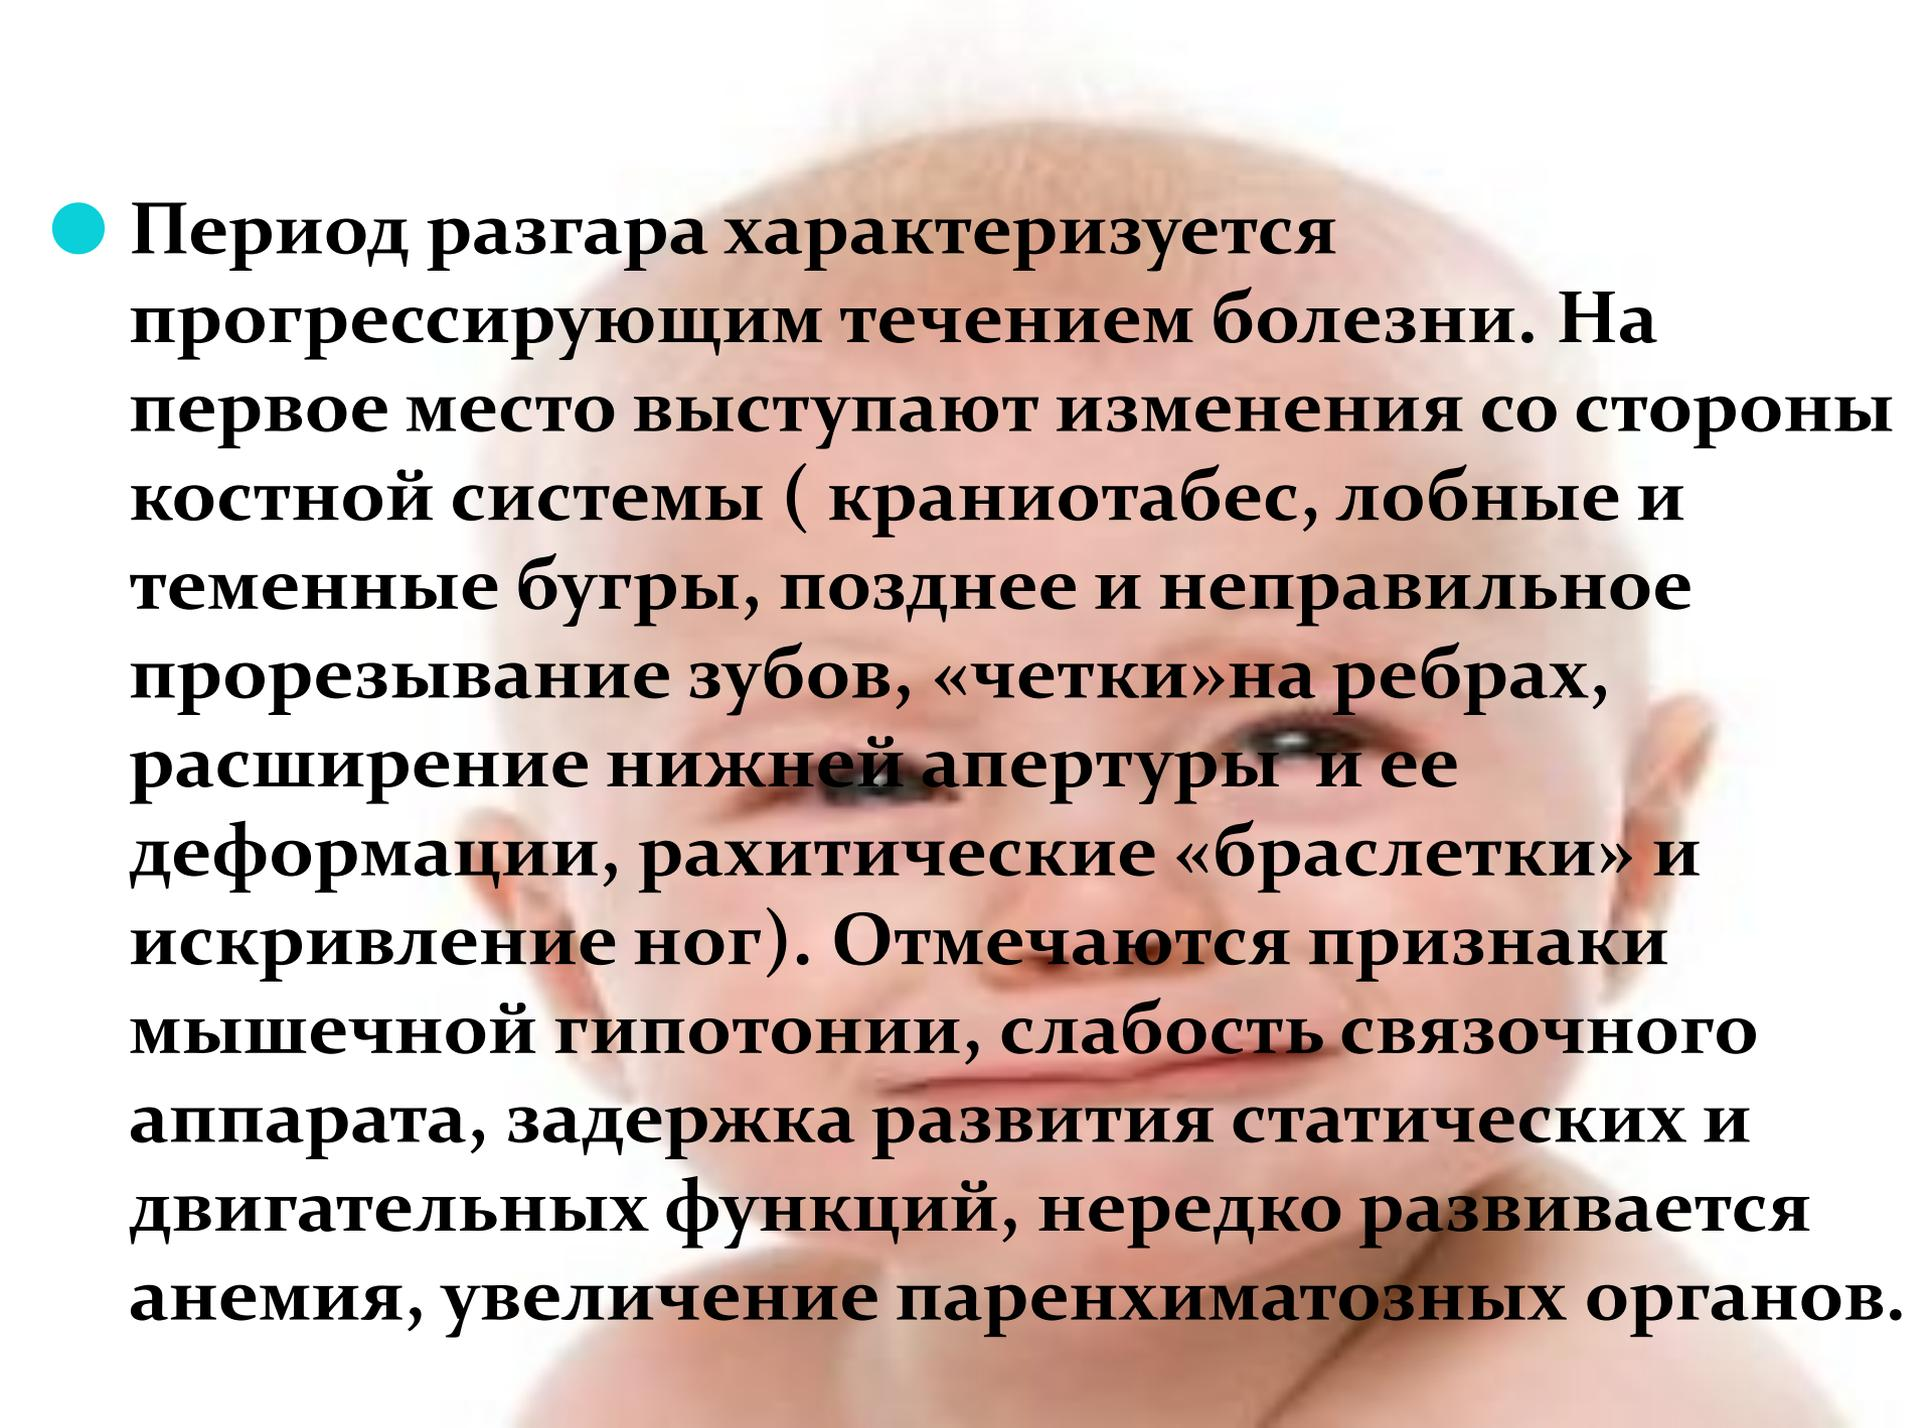 Период разгара характеризуется
прогрессирующим течением болезни. На
первое место выступают изменения со стороны
костной системы ( краниотабес, лобные и
теменные бугры, позднее и неправильное
прорезывание зубов, «четки»на ребрах,
расширение нижней апертуры  и ее
деформации, рахитические «браслетки» и
искривление ног). Отмечаются признаки
мышечной гипотонии, слабость связочного
аппарата, задержка развития статических и
двигательных функций, нередко развивается
анемия, увеличение паренхиматозных органов.